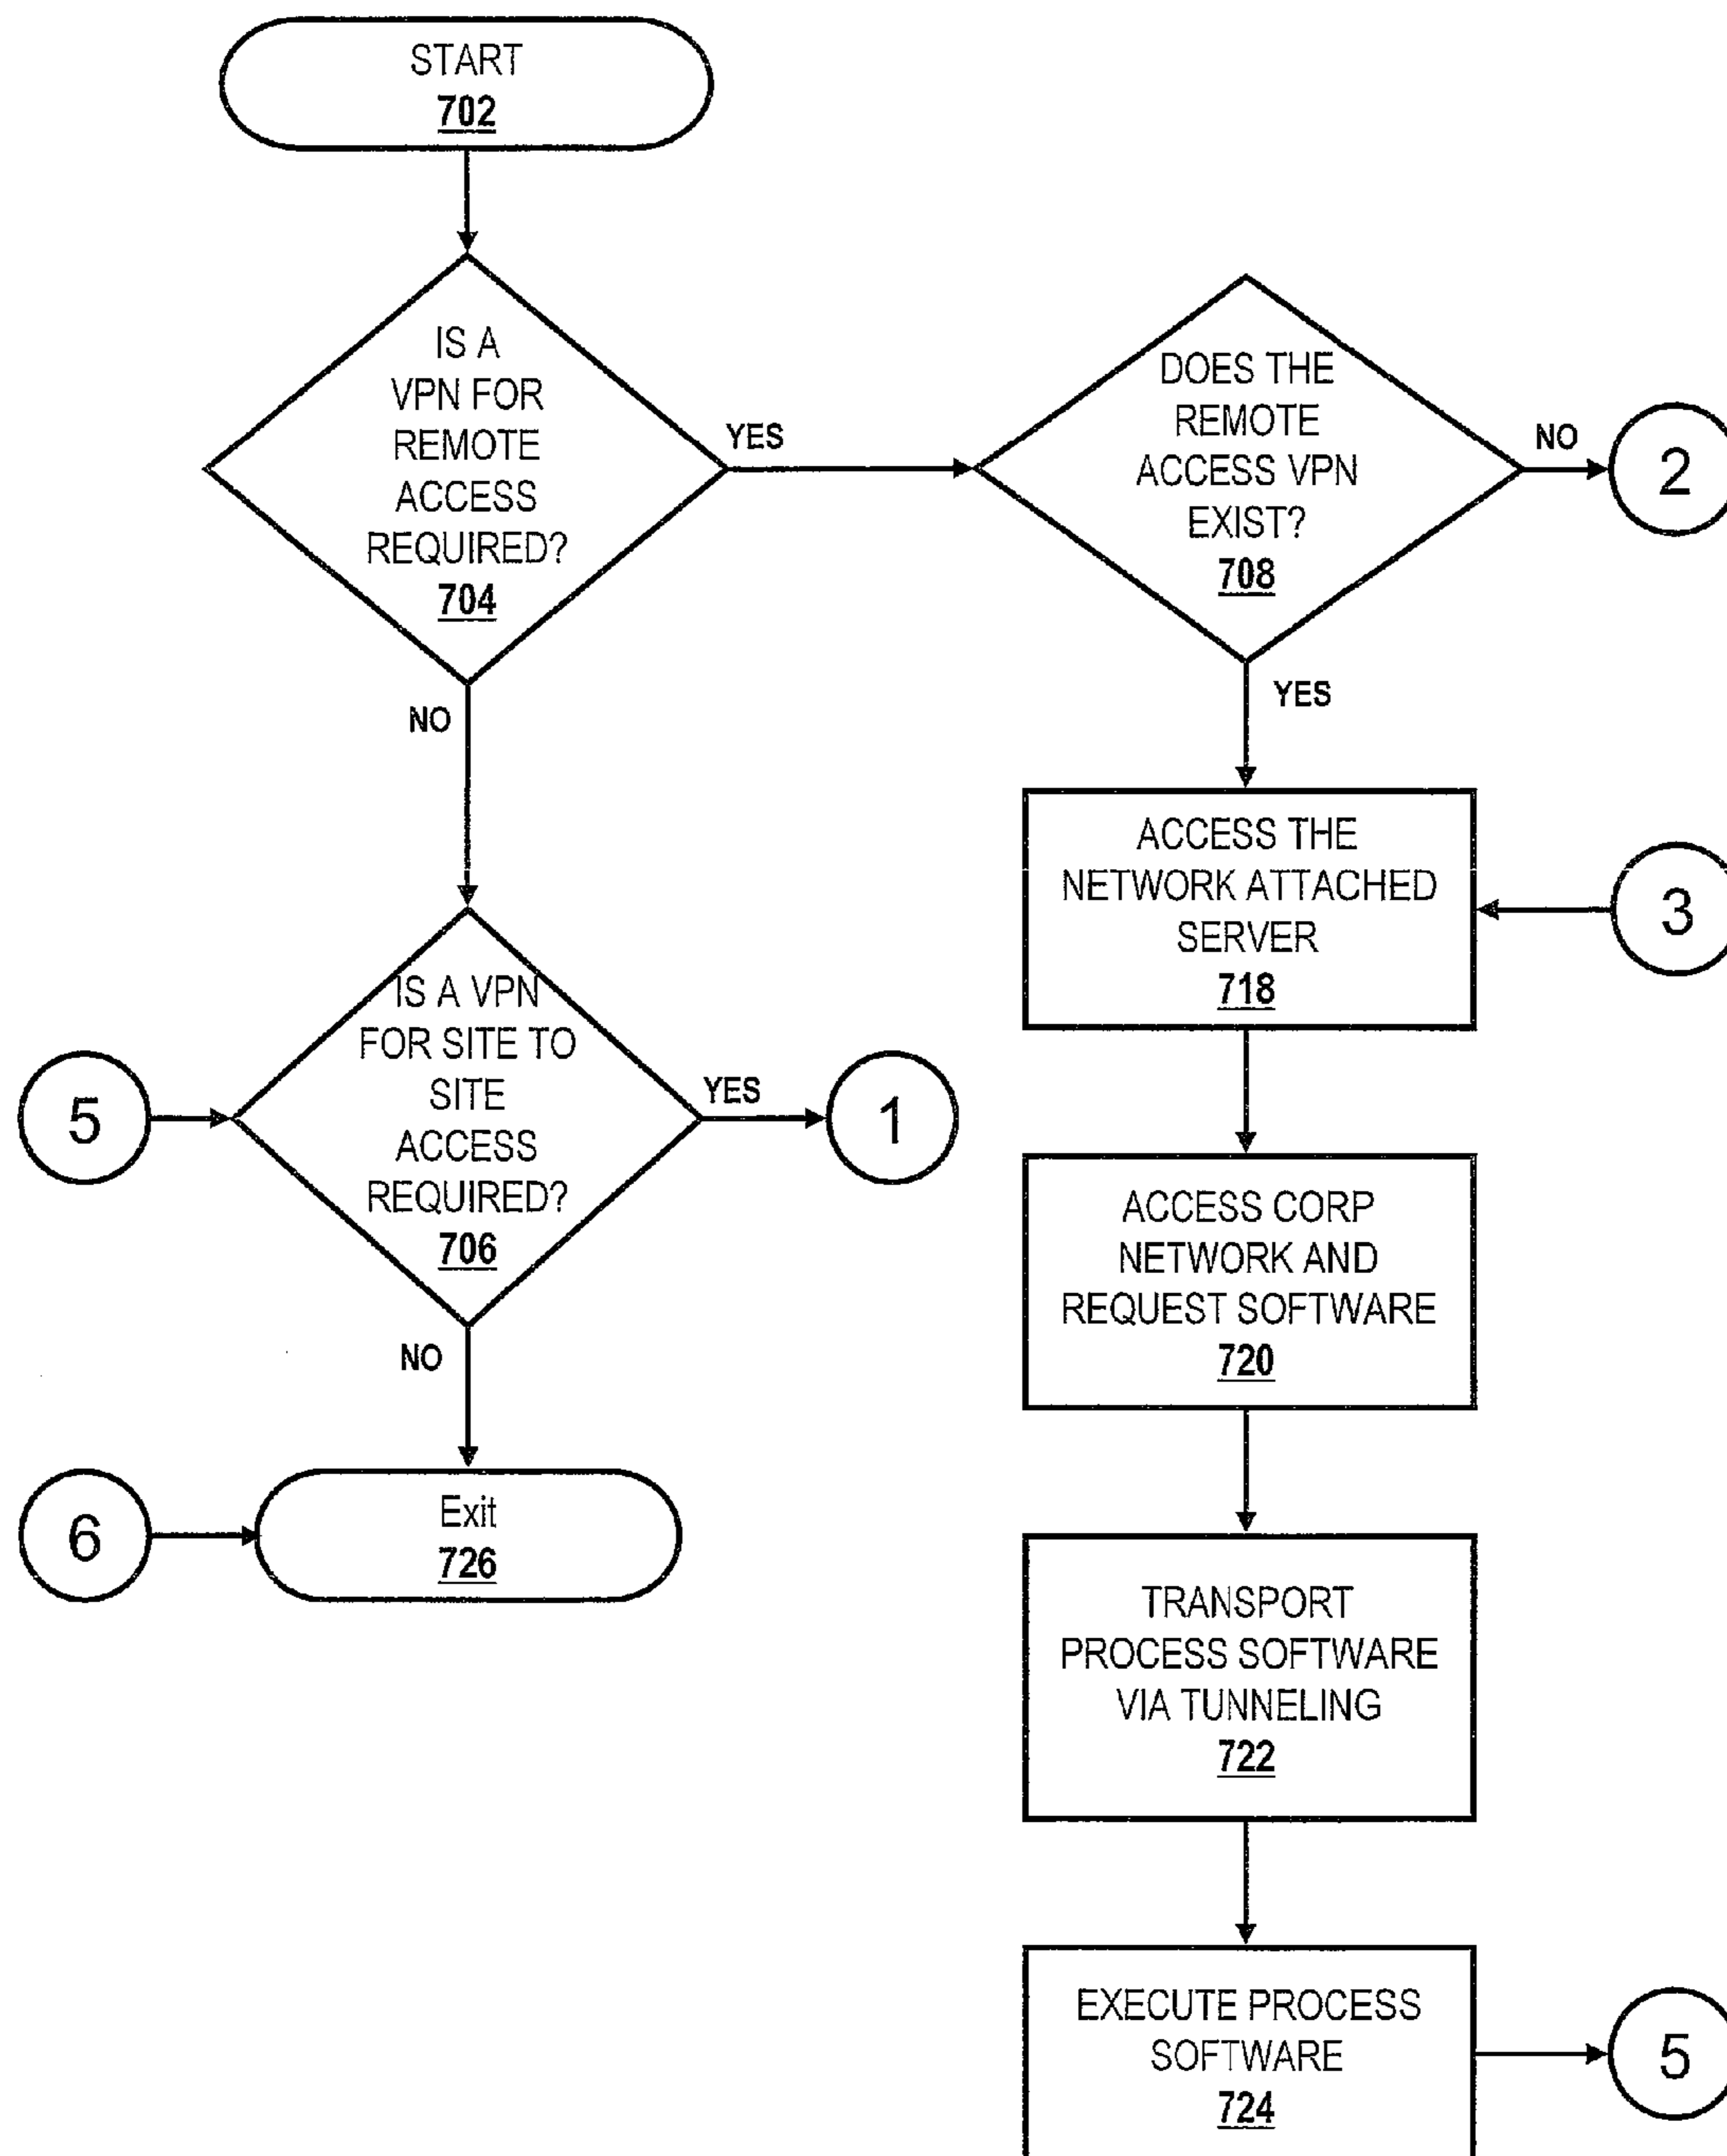 START
702
IS A
VPN FOR
REMOTE
ACCESS
REQUIRED?
704
YES
NO
DOES THE
REMOTE
ACCESS VPN
EXIST?
708
NO
2
YES
ACCESS THE
NETWORK ATTACHED
SERVER
718
3
IS A VPN
FOR SITE TO
SITE
ACCESS
REQUIRED?
706
5
YES
1
NO
ACCESS CORP
NETWORK AND
REQUEST SOFTWARE
720
6
Exit
726
TRANSPORT
PROCESS SOFTWARE
VIA TUNNELING
722
EXECUTE PROCESS
SOFTWARE
724
5